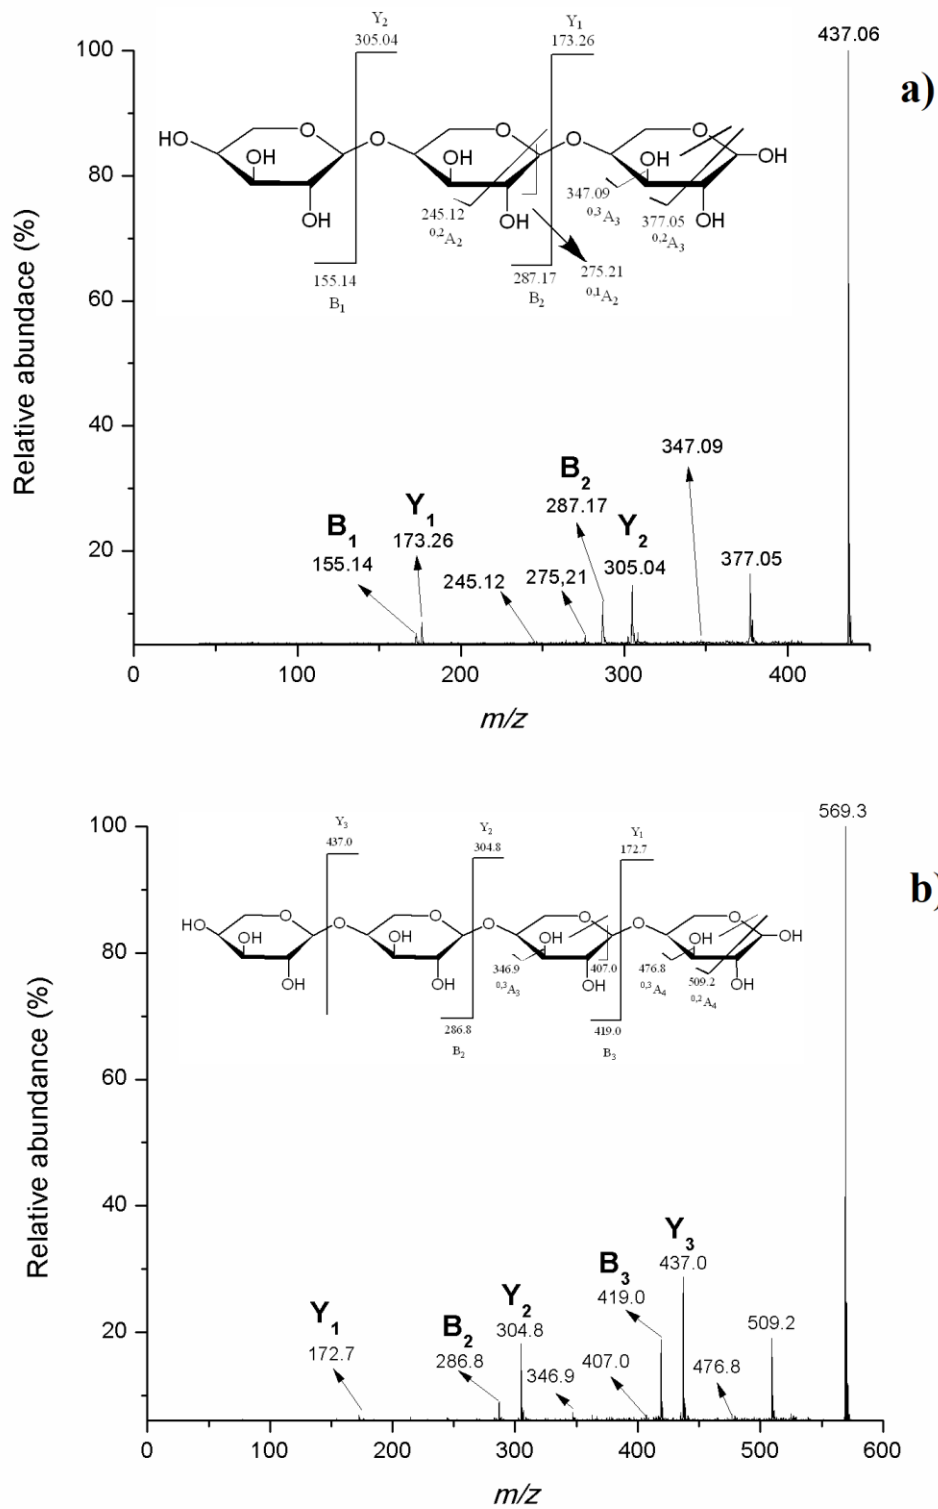 Y2 Y1
305.04 173.26 437.06
100 a)
HO O O O O O OH
OH OH OH
80
347.09
0,3A3
245.12 377.05
0,2A2 0,2A3
OH OH OH
155.14 287.17 275.21
B1 B2 0,1A2
60
Relative abundace (%)
40
347.09
B2
287.17
Y1 Y2
B1 173.26 305.04 377.05
155.14 245.12 275,21
20
0 100 200 300 400
m/z
569.3
Y3 Y2 Y1
437.0 304.8 172.7
100
b)
HO O O O O O O O OH
OH OH OH OH
80
346.9 407.0 476.8 509.2
0,3A3 0,3A4 0,2A4
OH OH OH OH
286.8 419.0
B2 B3
60
Relative abundance (%)
40
Y3
B3 437.0
419.0
Y1 B2 Y2
172.7 286.8 304.8 509.2
346.9 407.0 476.8
20
0 100 200 300 400 500 600
m/z